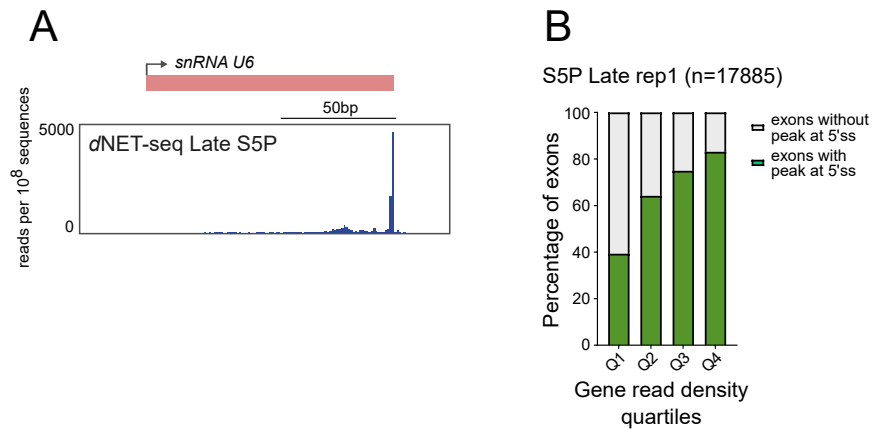 A
snRNA U6
50bp
reads per 10⁸ sequences
5000
0
dNET-seq Late S5P
B
S5P Late rep1 (n=17885)
Percentage of exons
100
80
60
40
20
0
Q1 Q2 Q3 Q4
Gene read density
quartiles
exons without
peak at 5'ss
exons with
peak at 5'ss